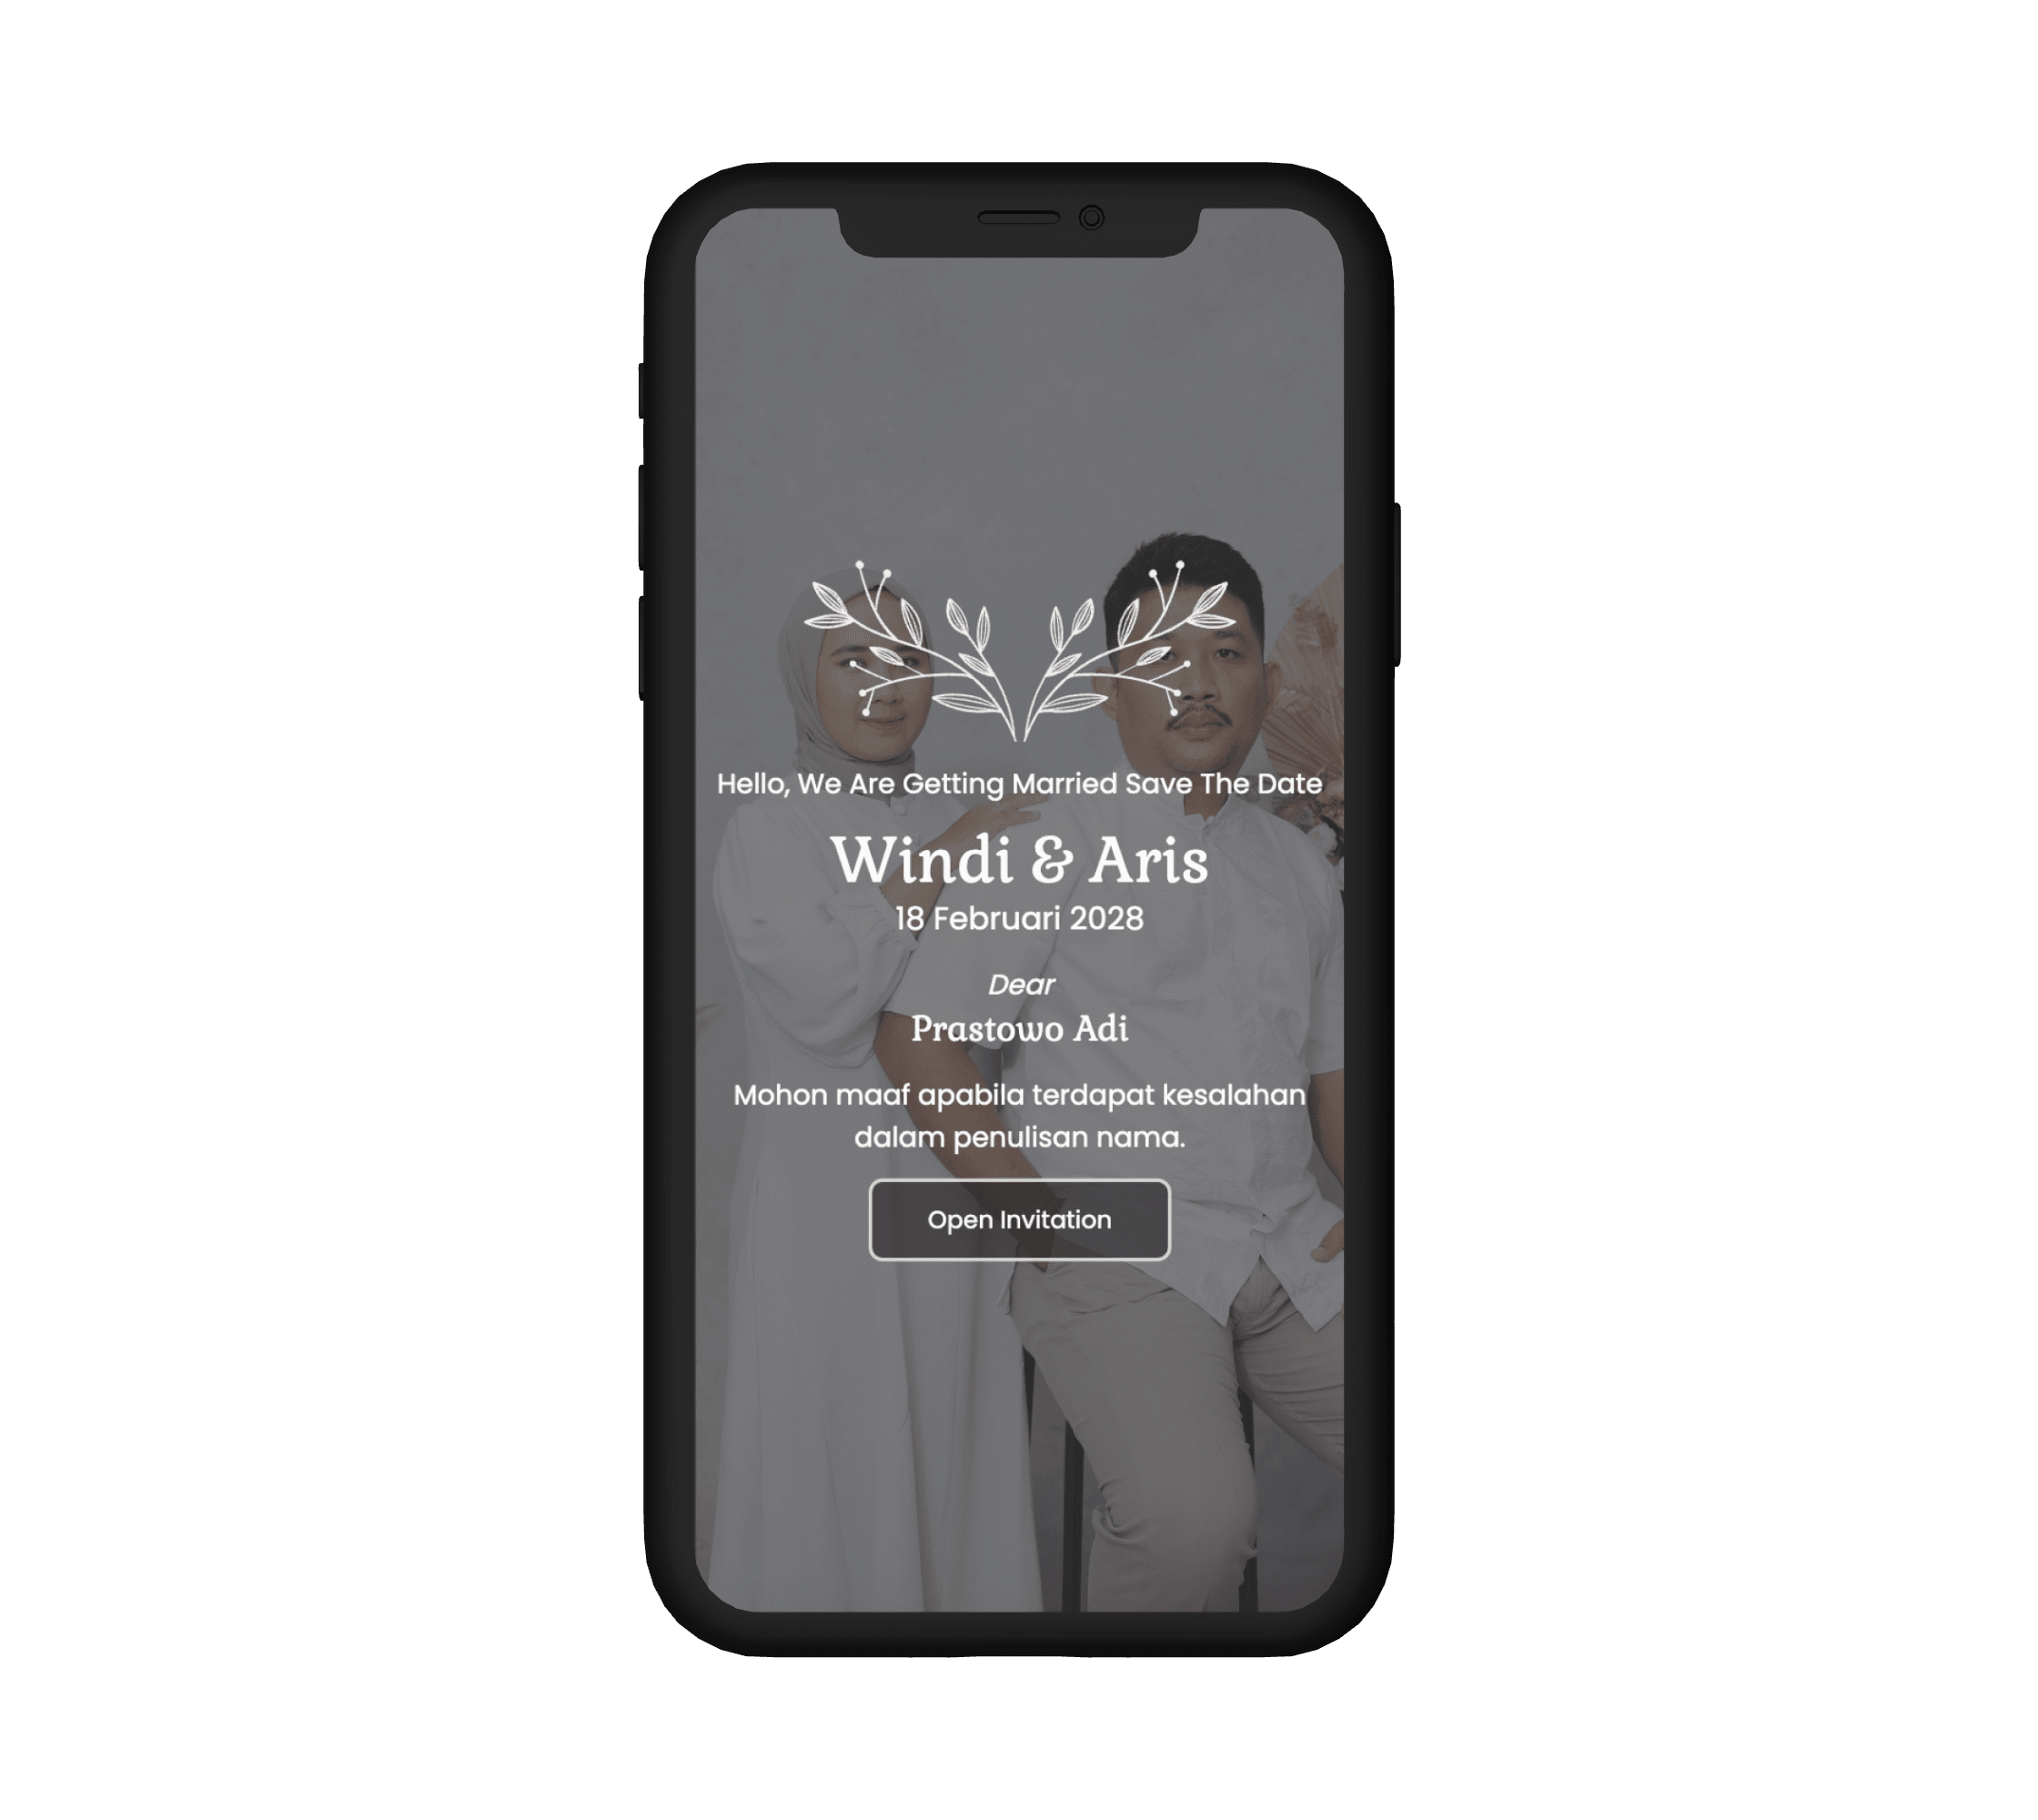 Hello, We Are Getting Married Save The Date
Windi & Aris
18 Februari 2028
Dear
Prastowo Adi
Mohon maaf apabila terdapat kesalahan
dalam penulisan nama.
Open Invitation